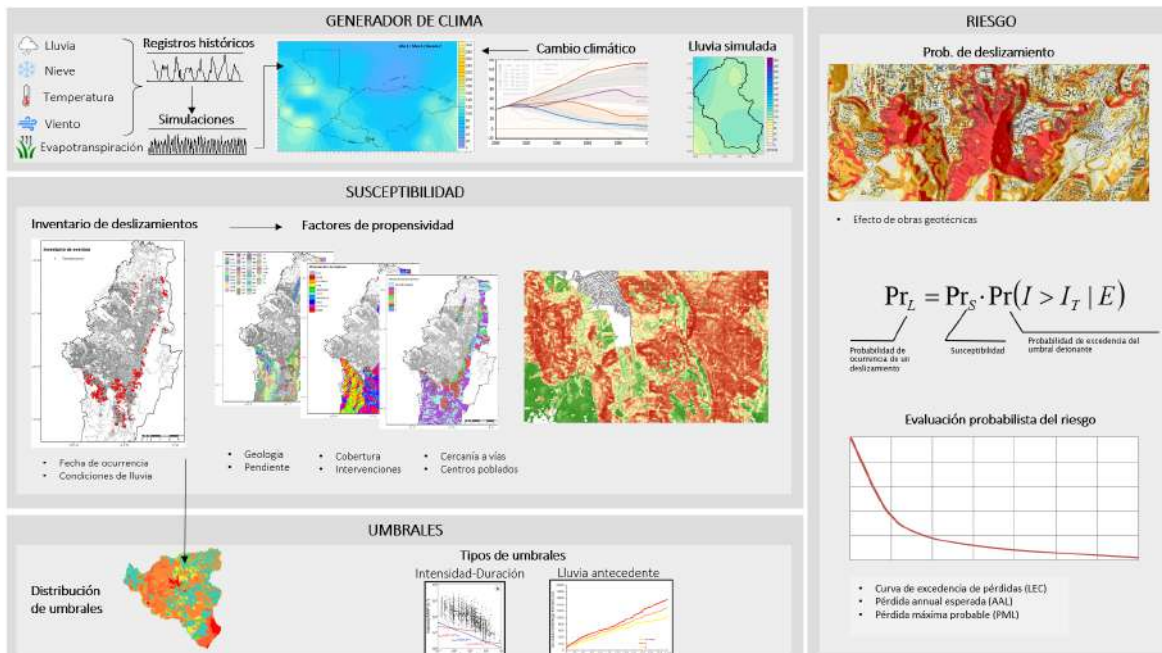 GENERADOR DE CLIMA
Lluvia
Nieve
Temperatura
Viento
Evapotranspiración
Registros históricos
Simulaciones
Cambio climático
Lluvia simulada
SUSCEPTIBILIDAD
Inventario de deslizamientos
Factores de propensividad
• Fecha de ocurrencia
• Condiciones de lluvia
• Geología
• Pendiente
• Cobertura
• Intervenciones
• Cercanía a vías
• Centros poblados
UMBRALES
Distribución
de umbrales
Tipos de umbrales
Intensidad-Duración
Lluvia antecedente
RIESGO
Prob. de deslizamiento
• Efecto de obras geotécnicas
Pr_L = Pr_S · Pr(I > I_T | E)
Probabilidad de
ocurrencia de un
deslizamiento
Susceptibilidad
Probabilidad de excedencia del
umbral detonante
Evaluación probabilista del riesgo
• Curva de excedencia de pérdidas (LEC)
• Pérdida annual esperada (AAL)
• Pérdida máxima probable (PML)